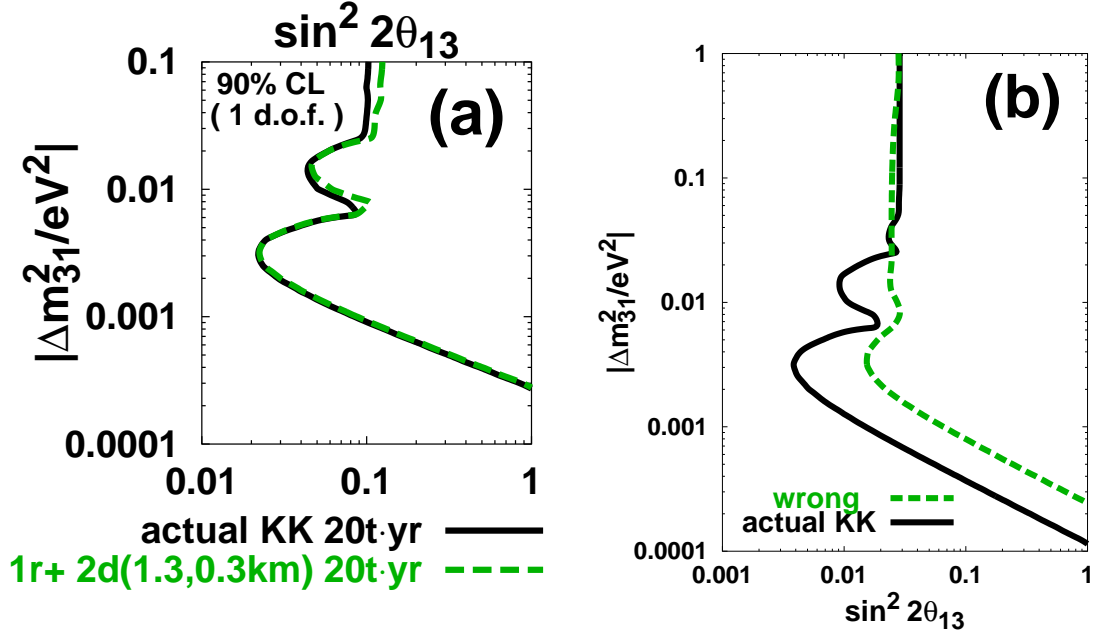 sin² 2θ₁₃
0.1
90% CL
( 1 d.o.f. )
(a)
0.01
0.001
0.0001
|Δm²₃₁/eV²|
0.01 0.1 1
actual KK 20t·yr
1r+ 2d(1.3,0.3km) 20t·yr
1
(b)
0.1
0.01
0.001
0.0001
|Δm²₃₁/eV²|
wrong
actual KK
0.001 0.01 0.1 1
sin² 2θ₁₃